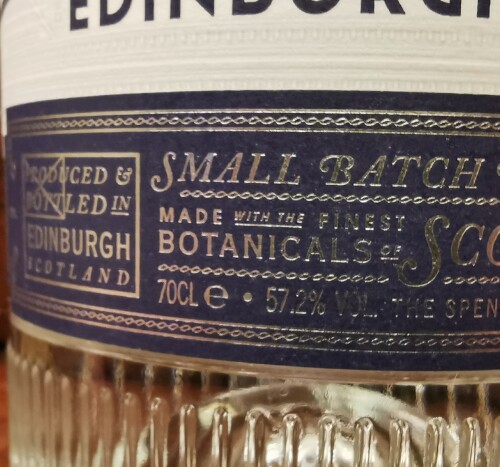 EDINBURGH
PRODUCED &
BOTTLED IN
EDINBURGH
SCOTLAND
SMALL BATCH
MADE WITH THE FINEST
BOTANICALS OF SCO
70CL e • 57.2% VOL. THE SPEN